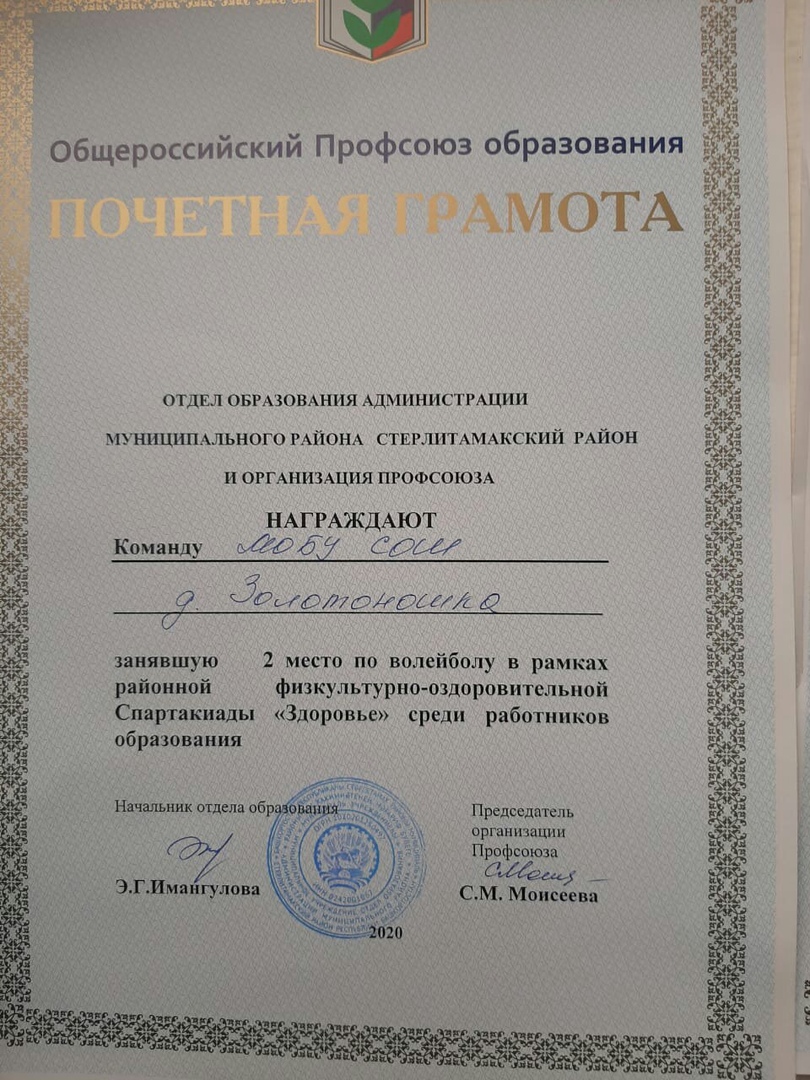 Общероссийский Профсоюз образования
ПОЧЕТНАЯ ГРАМОТА
ОТДЕЛ ОБРАЗОВАНИЯ АДМИНИСТРАЦИИ
МУНИЦИПАЛЬНОГО РАЙОНА СТЕРЛИТАМАКСКИЙ РАЙОН
И ОРГАНИЗАЦИЯ ПРОФСОЮЗА
НАГРАЖДАЮТ
Команду МОБУ СОШ
д. Золотоношка
занявшую 2 место по волейболу в рамках
районной физкультурно-оздоровительной
Спартакиады «Здоровье» среди работников
образования
Начальник отдела образования
Э.Г.Имангулова
Председатель
организации
Профсоюза
С.М. Моисеева
2020